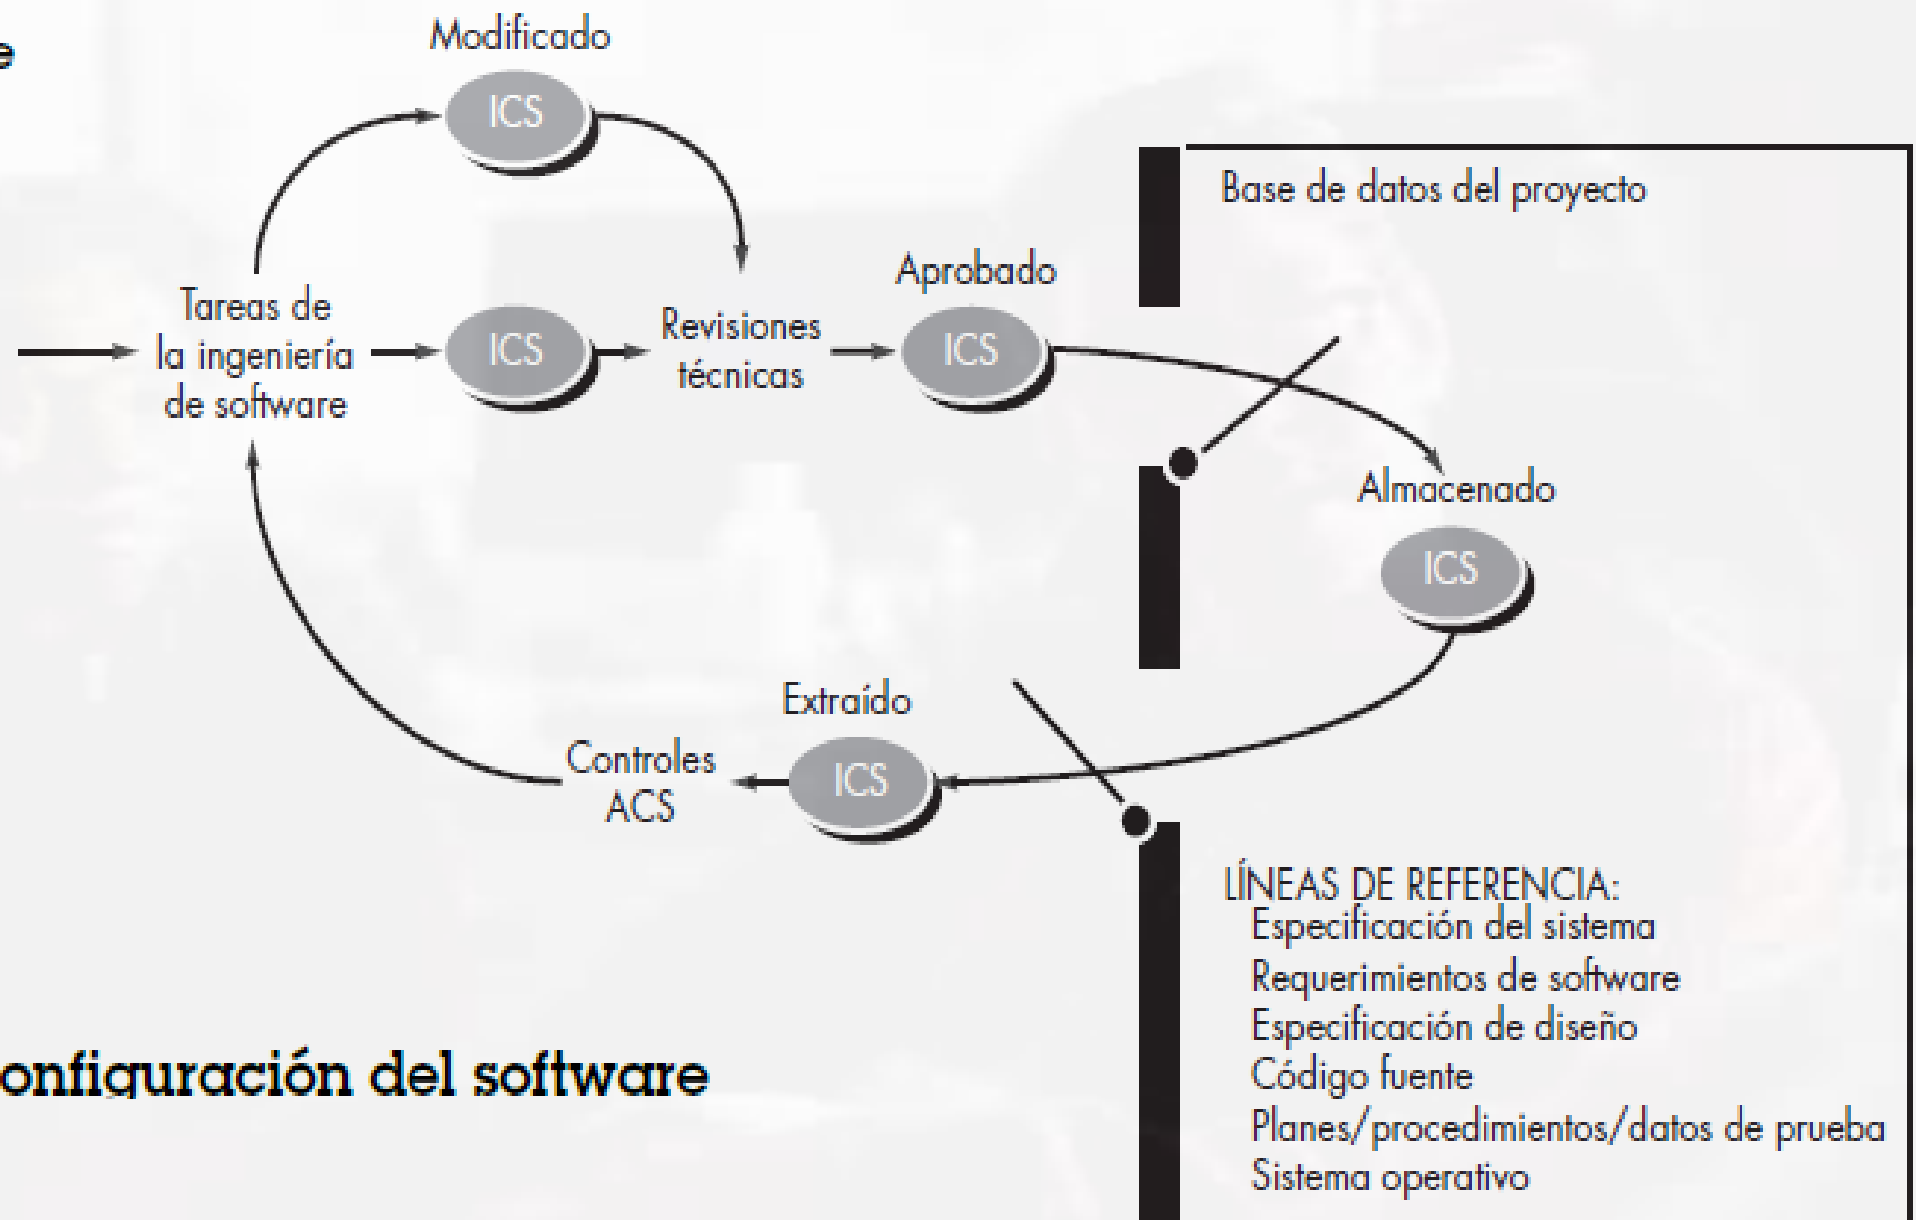 e
Modificado
ICS
Base de datos del proyecto
Aprobado
Tareas de
la ingeniería
de software
ICS
Revisiones
técnicas
ICS
Almacenado
ICS
Extraído
ICS
Controles
ACS
LÍNEAS DE REFERENCIA:
Especificación del sistema
Requerimientos de software
Especificación de diseño
Código fuente
Planes/procedimientos/datos de prueba
Sistema operativo
onfiguración del software